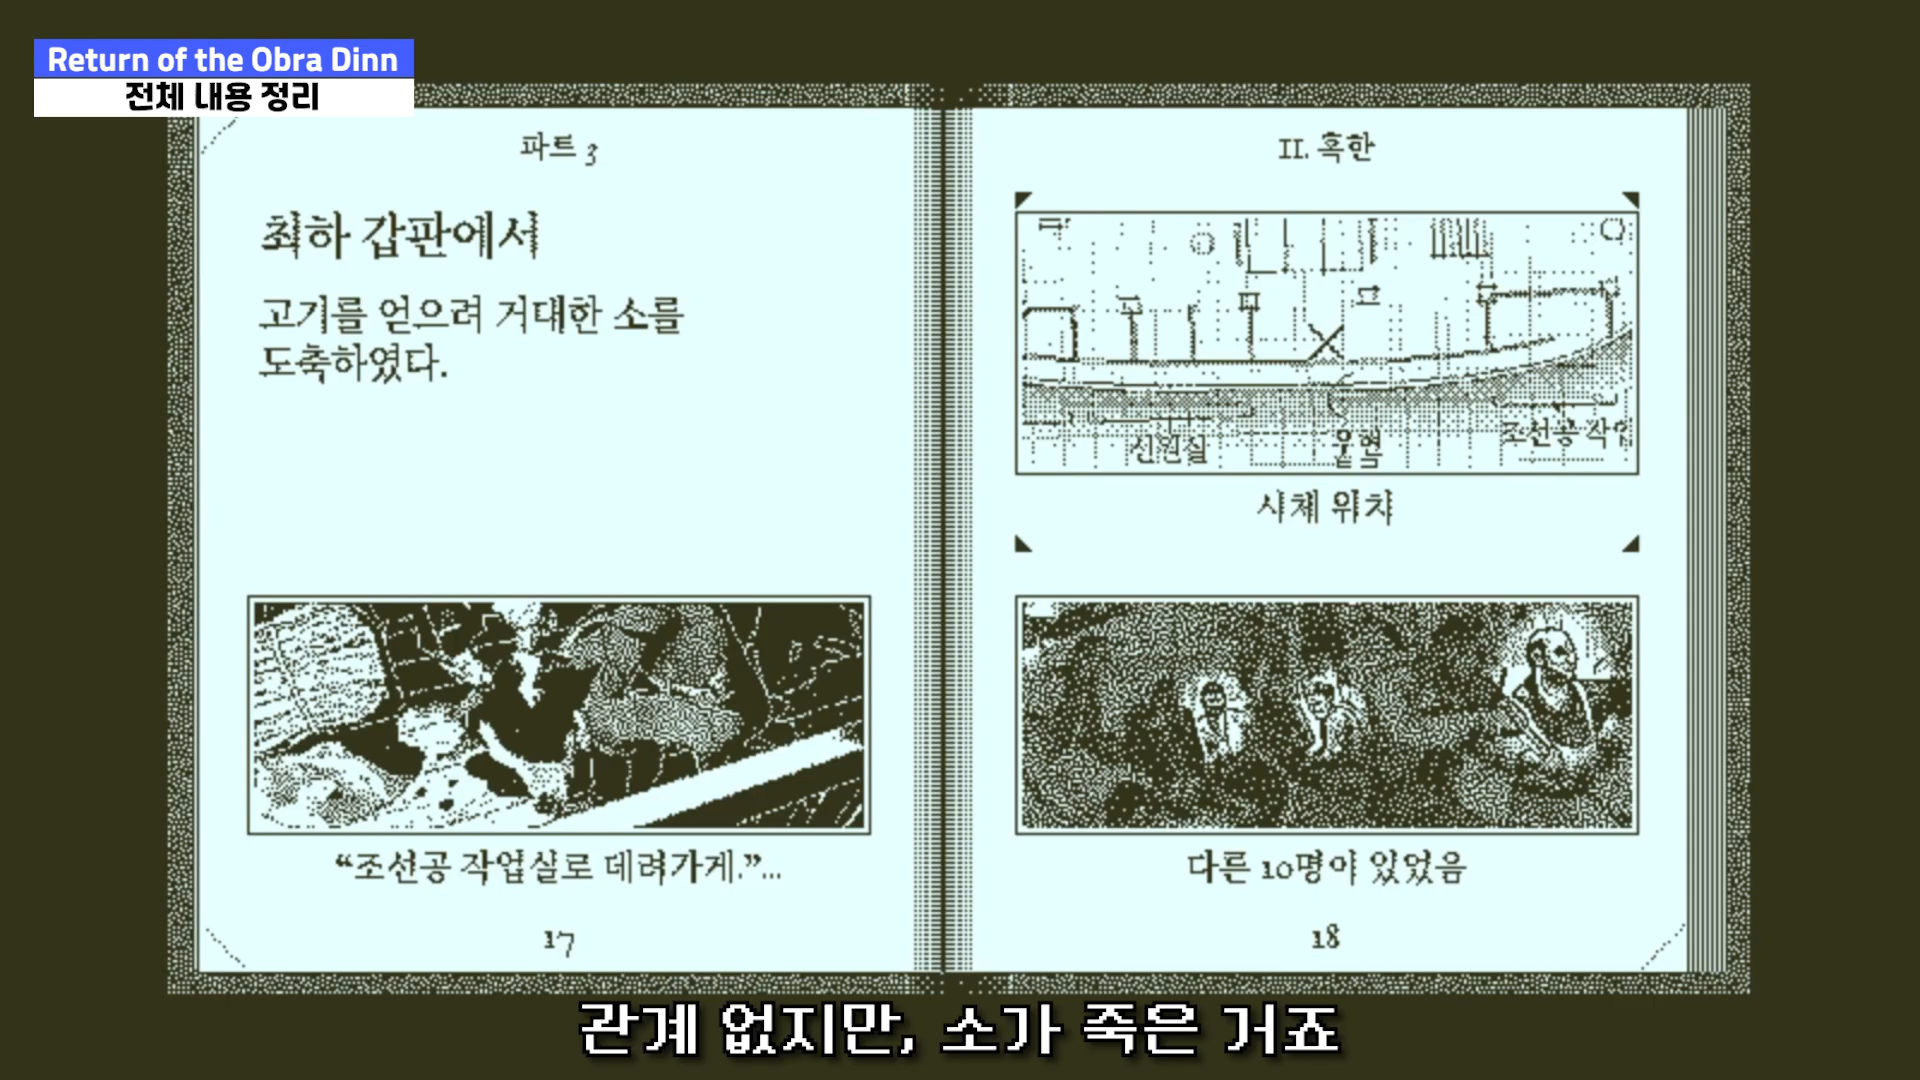 Return of the Obra Dinn
전체 내용 정리
파트 3
최하 갑판에서
고기를 얻으려 거대한 소를
도축하였다.
“조선공 작업실로 데려가게.”...
17
II. 혹한
선원실
조선공 작
사체 위치
다른 10명이 있었음
18
관계 없지만, 소가 죽은 거죠